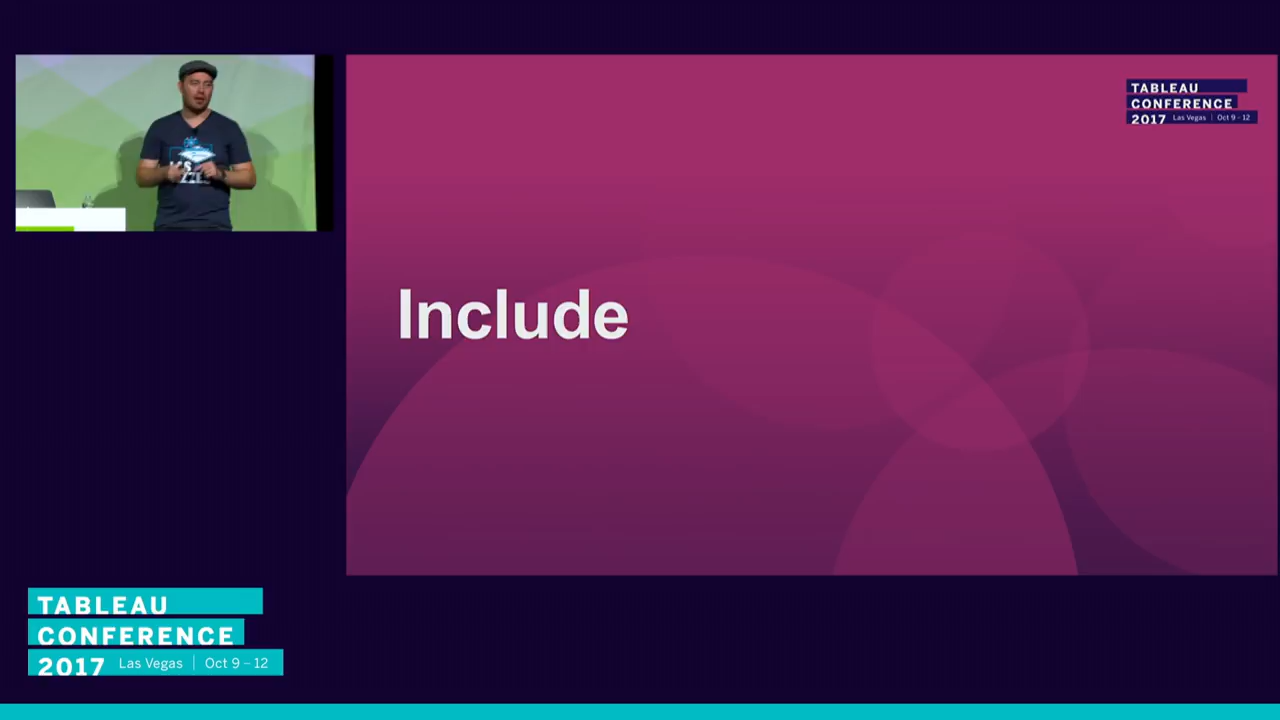 TABLEAU
CONFERENCE
2017 Las Vegas | Oct 9 – 12
Include
TABLEAU
CONFERENCE
2017 Las Vegas | Oct 9 – 12